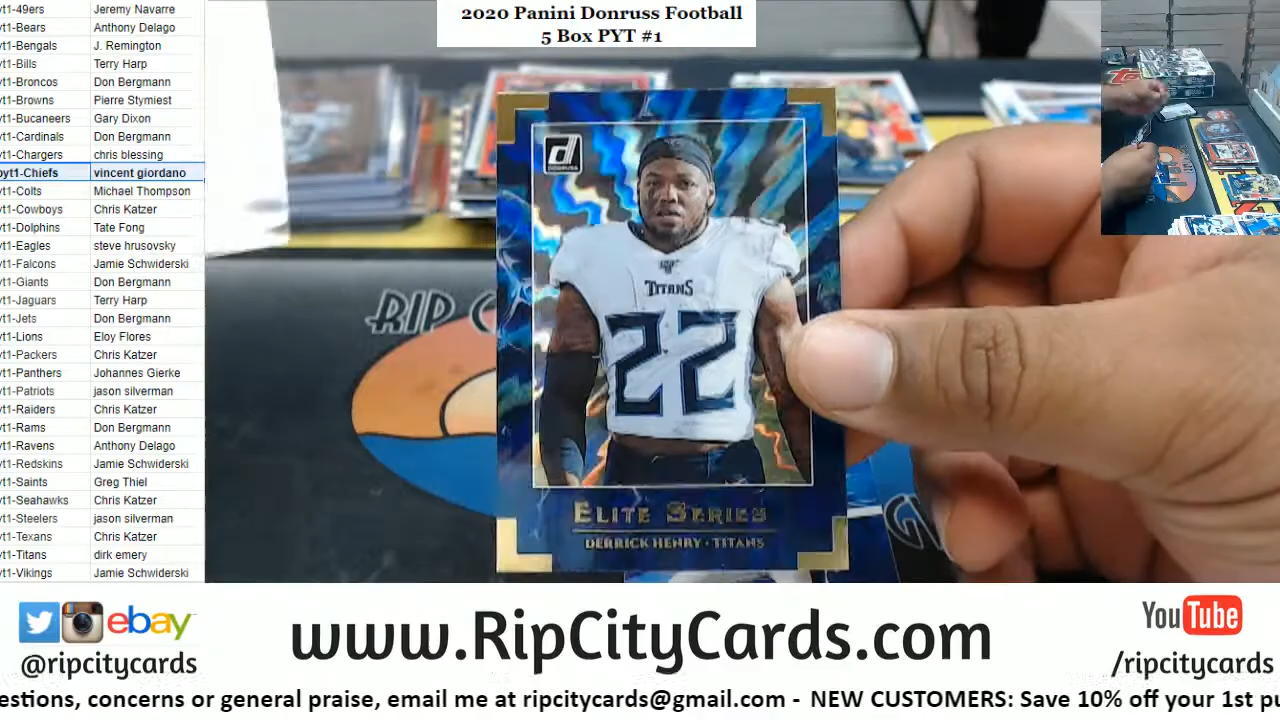 2020 Panini Donruss Football
5 Box PYT #1
yt1-49ers Jeremy Navarre
yt1-Bears Anthony Delago
yt1-Bengals J. Remington
yt1-Bills Terry Harp
yt1-Broncos Don Bergmann
yt1-Browns Pierre Stymiest
yt1-Bucaneers Gary Dixon
yt1-Cardinals Don Bergmann
yt1-Chargers chris blessing
pyt1-Chiefs vincent giordano
yt1-Colts Michael Thompson
yt1-Cowboys Chris Katzer
yt1-Dolphins Tate Fong
yt1-Eagles steve hrusovsky
yt1-Falcons Jamie Schwiderski
yt1-Giants Don Bergmann
yt1-Jaguars Terry Harp
yt1-Jets Don Bergmann
yt1-Lions Eloy Flores
yt1-Packers Chris Katzer
yt1-Panthers Johannes Gierke
yt1-Patriots jason silverman
yt1-Raiders Chris Katzer
yt1-Rams Don Bergmann
yt1-Ravens Anthony Delago
yt1-Redskins Jamie Schwiderski
yt1-Saints Greg Thiel
yt1-Seahawks Chris Katzer
yt1-Steelers jason silverman
yt1-Texans Chris Katzer
yt1-Titans dirk emery
yt1-Vikings Jamie Schwiderski
d
DONRUSS
TITANS
22
ELITE SERIES
DERRICK HENRY · TITANS
RIP C
ebay
@ripcitycards
www.RipCityCards.com
YouTube
/ripcitycards
estions, concerns or general praise, email me at ripcitycards@gmail.com - NEW CUSTOMERS: Save 10% off your 1st pu